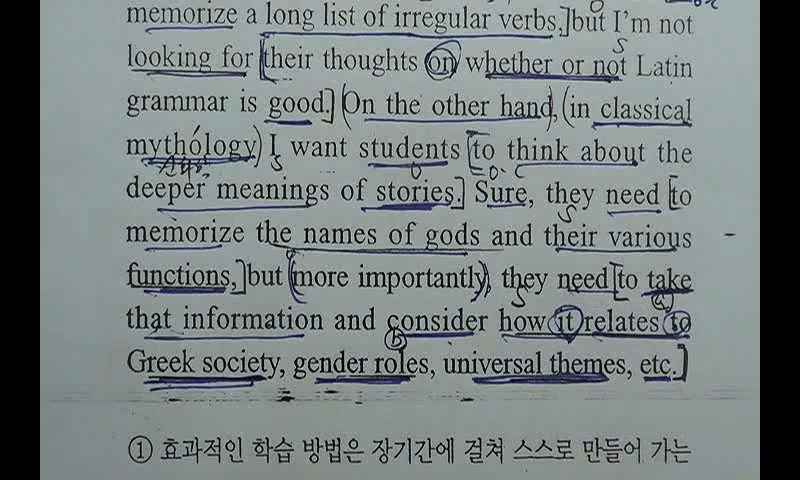 memorize a long list of irregular verbs,] but I'm not
looking for [their thoughts on whether or not Latin
grammar is good.] (On the other hand), (in classical
mythology) I want students [to think about the
deeper meanings of stories.] Sure, they need [to
memorize the names of gods and their various
functions,] but (more importantly), they need [to take
that information and consider how it relates to
Greek society, gender roles, universal themes, etc.]
① 효과적인 학습 방법은 장기간에 걸쳐 스스로 만들어 가는